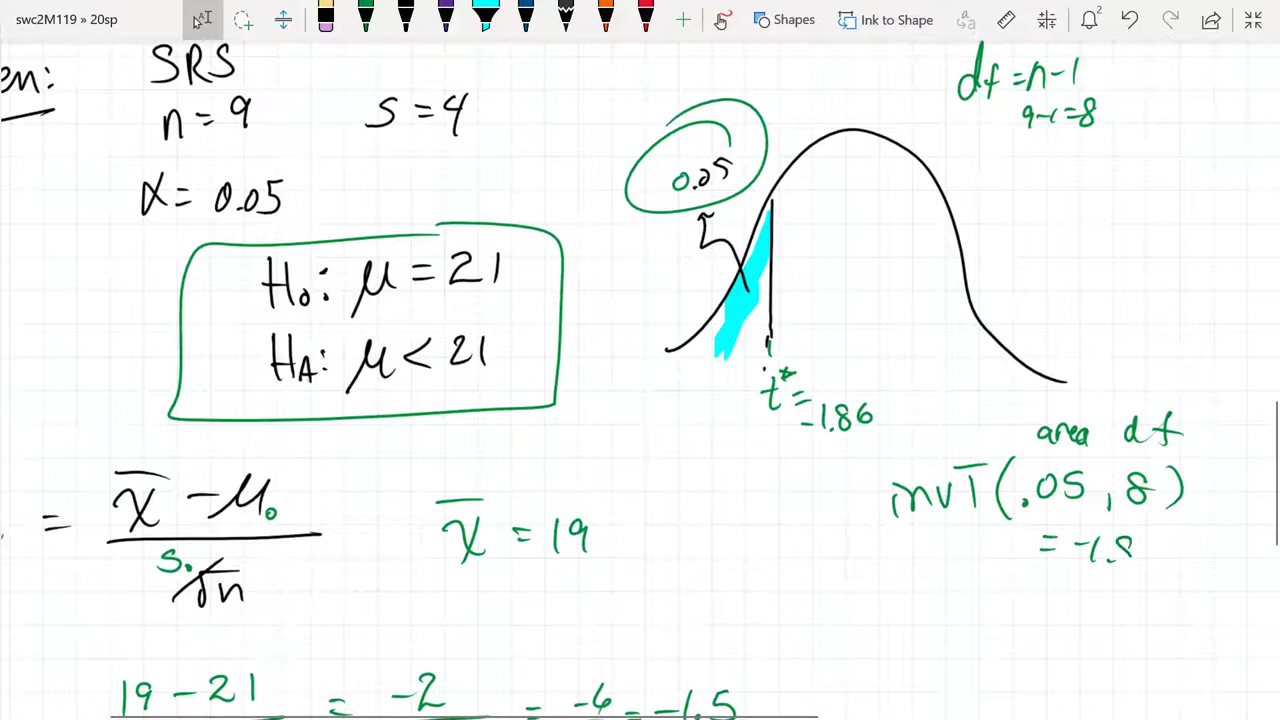 swc2M119 » 20sp
Shapes
Ink to Shape
2
en:
SRS
n = 9
s = 4
α = 0.05
H₀: μ = 21
Hᴀ: μ < 21
df = n-1
9-1=8
0.05
t* =
-1.86
area df
invT(.05, 8)
= -1.8
= x̄ - μ₀
s/√n
x̄ = 19
19 - 21 = -2 = -6 = -1.5